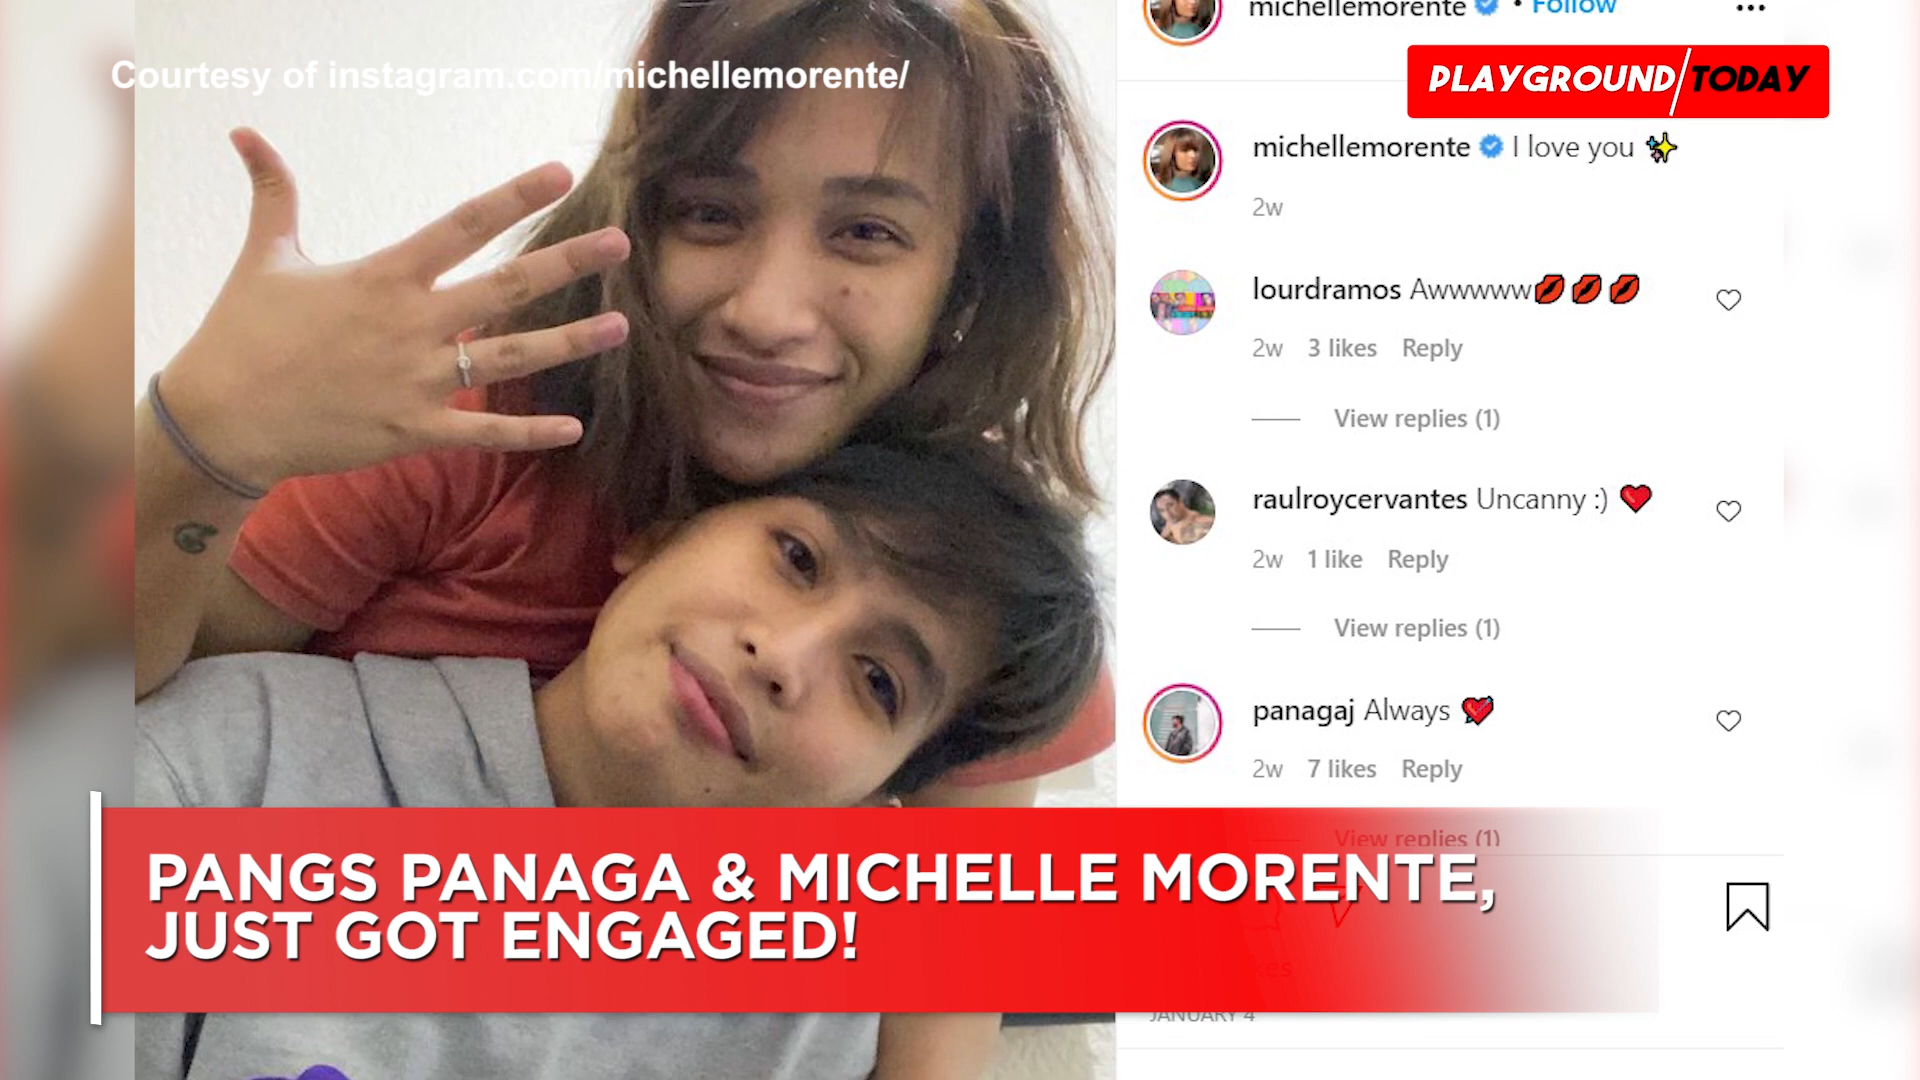 michellemorente • Follow
Courtesy of instagram.com/michellemorente/
PLAYGROUND/TODAY
michellemorente I love you ✨
2w
lourdramos Awwwww💋💋💋
2w 3 likes Reply
View replies (1)
raulroycervantes Uncanny :) ❤️
2w 1 like Reply
View replies (1)
panagaj Always 💘
2w 7 likes Reply
View replies (1)
PANGS PANAGA & MICHELLE MORENTE,
JUST GOT ENGAGED!
JANUARY 4